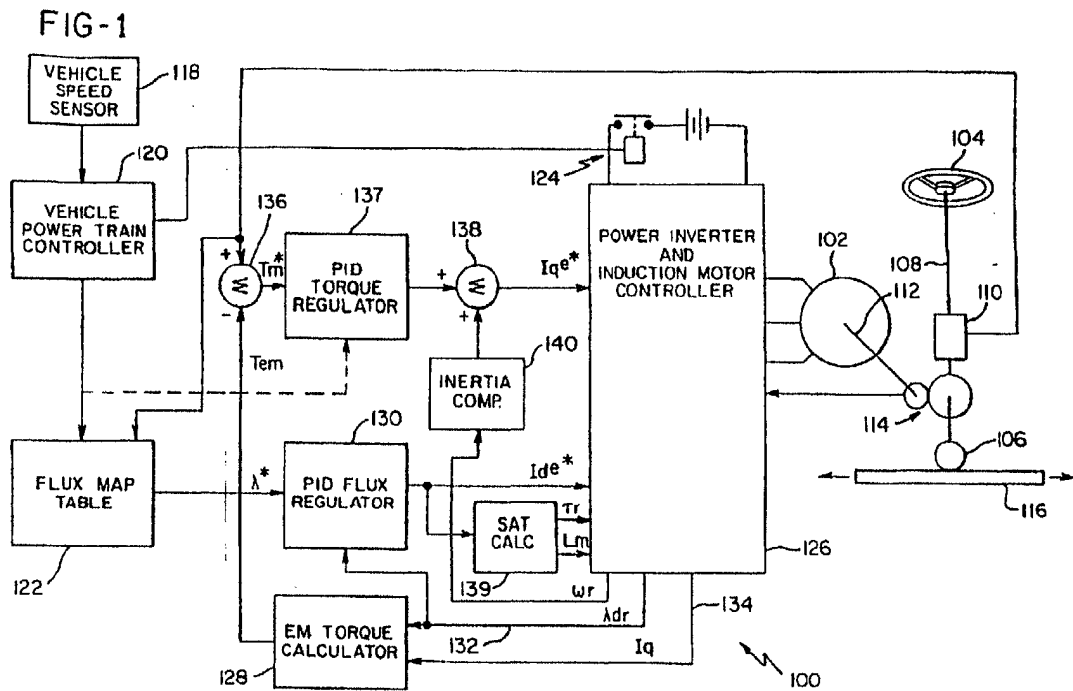 FIG-1
VEHICLE
SPEED
SENSOR
118
120
VEHICLE
POWER TRAIN
CONTROLLER
124
104
136
137
138
+
Tm*
-
PID
TORQUE
REGULATOR
+
W
W
+
Iqe*
POWER INVERTER
AND
INDUCTION MOTOR
CONTROLLER
102
108
112
110
Tem
140
INERTIA
COMP.
114
106
130
FLUX MAP
TABLE
λ*
PID FLUX
REGULATOR
Ide*
116
122
SAT
CALC
τr
Lm
139
126
ωr
λdr
134
EM TORQUE
CALCULATOR
132
Iq
128
100